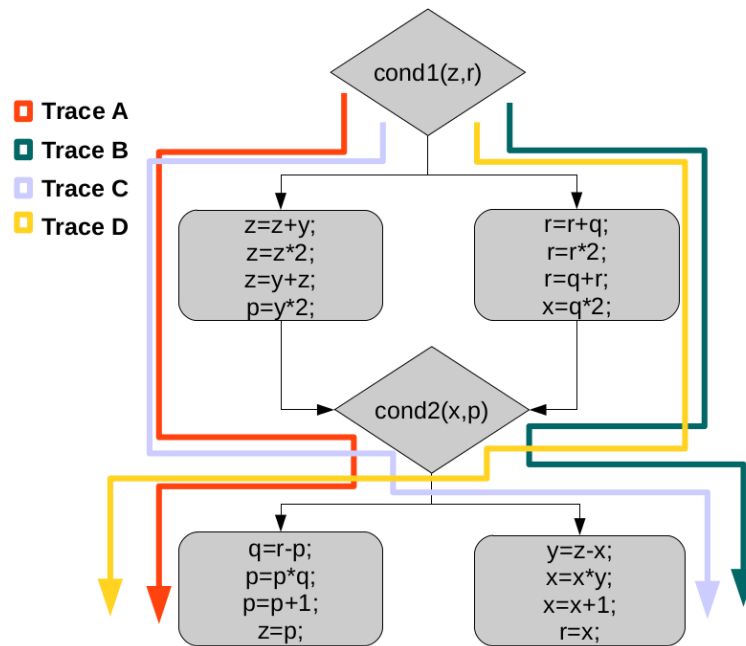 cond1(z,r)
Trace A
Trace B
Trace C
Trace D
z=z+y;
z=z*2;
z=y+z;
p=y*2;
r=r+q;
r=r*2;
r=q+r;
x=q*2;
cond2(x,p)
q=r-p;
p=p*q;
p=p+1;
z=p;
y=z-x;
x=x*y;
x=x+1;
r=x;